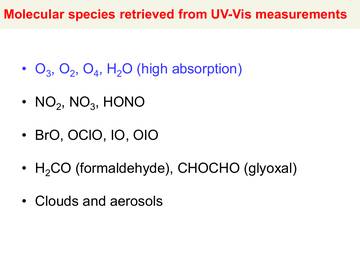 Molecular species retrieved from UV-Vis measurements
• O₃, O₂, O₄, H₂O (high absorption)
• NO₂, NO₃, HONO
• BrO, OClO, IO, OIO
• H₂CO (formaldehyde), CHOCHO (glyoxal)
• Clouds and aerosols